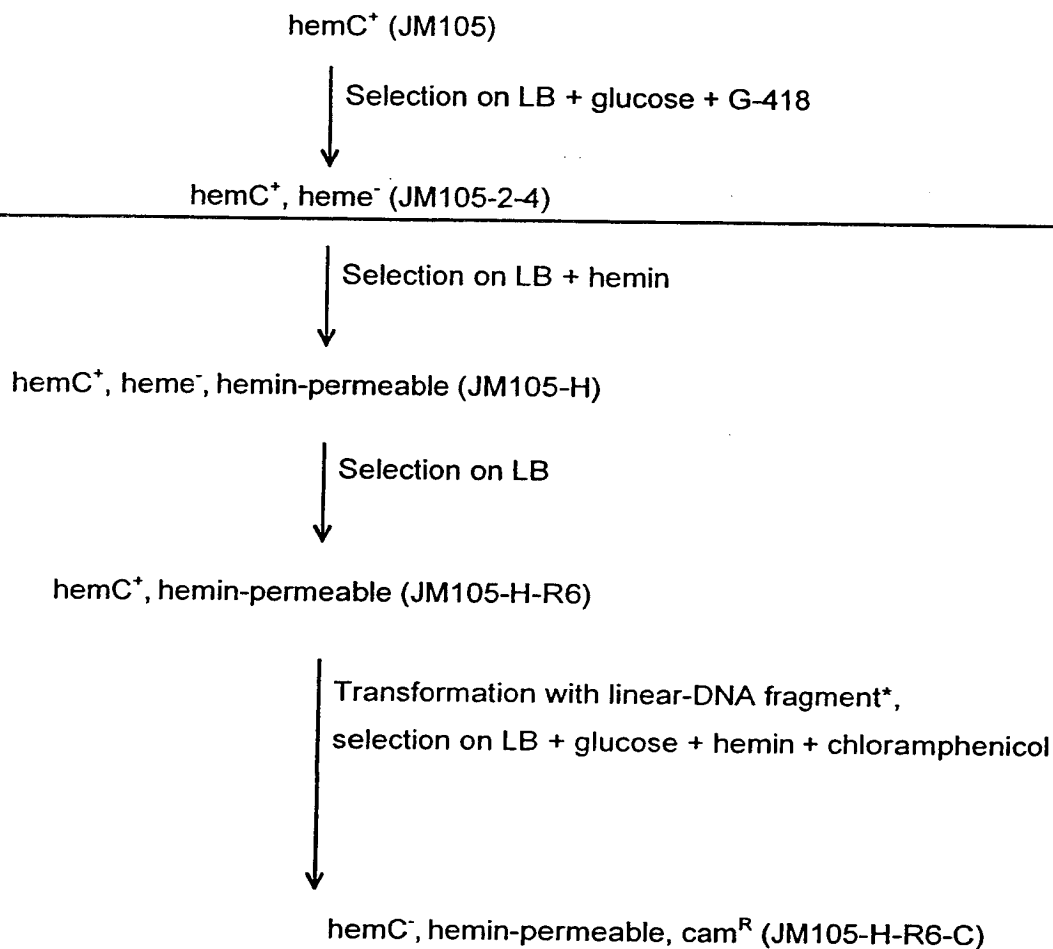 hemC⁺ (JM105)
Selection on LB + glucose + G-418
hemC⁺, heme⁻ (JM105-2-4)
Selection on LB + hemin
hemC⁺, heme⁻, hemin-permeable (JM105-H)
Selection on LB
hemC⁺, hemin-permeable (JM105-H-R6)
Transformation with linear-DNA fragment*,
selection on LB + glucose + hemin + chloramphenicol
hemC⁻, hemin-permeable, camᴿ (JM105-H-R6-C)